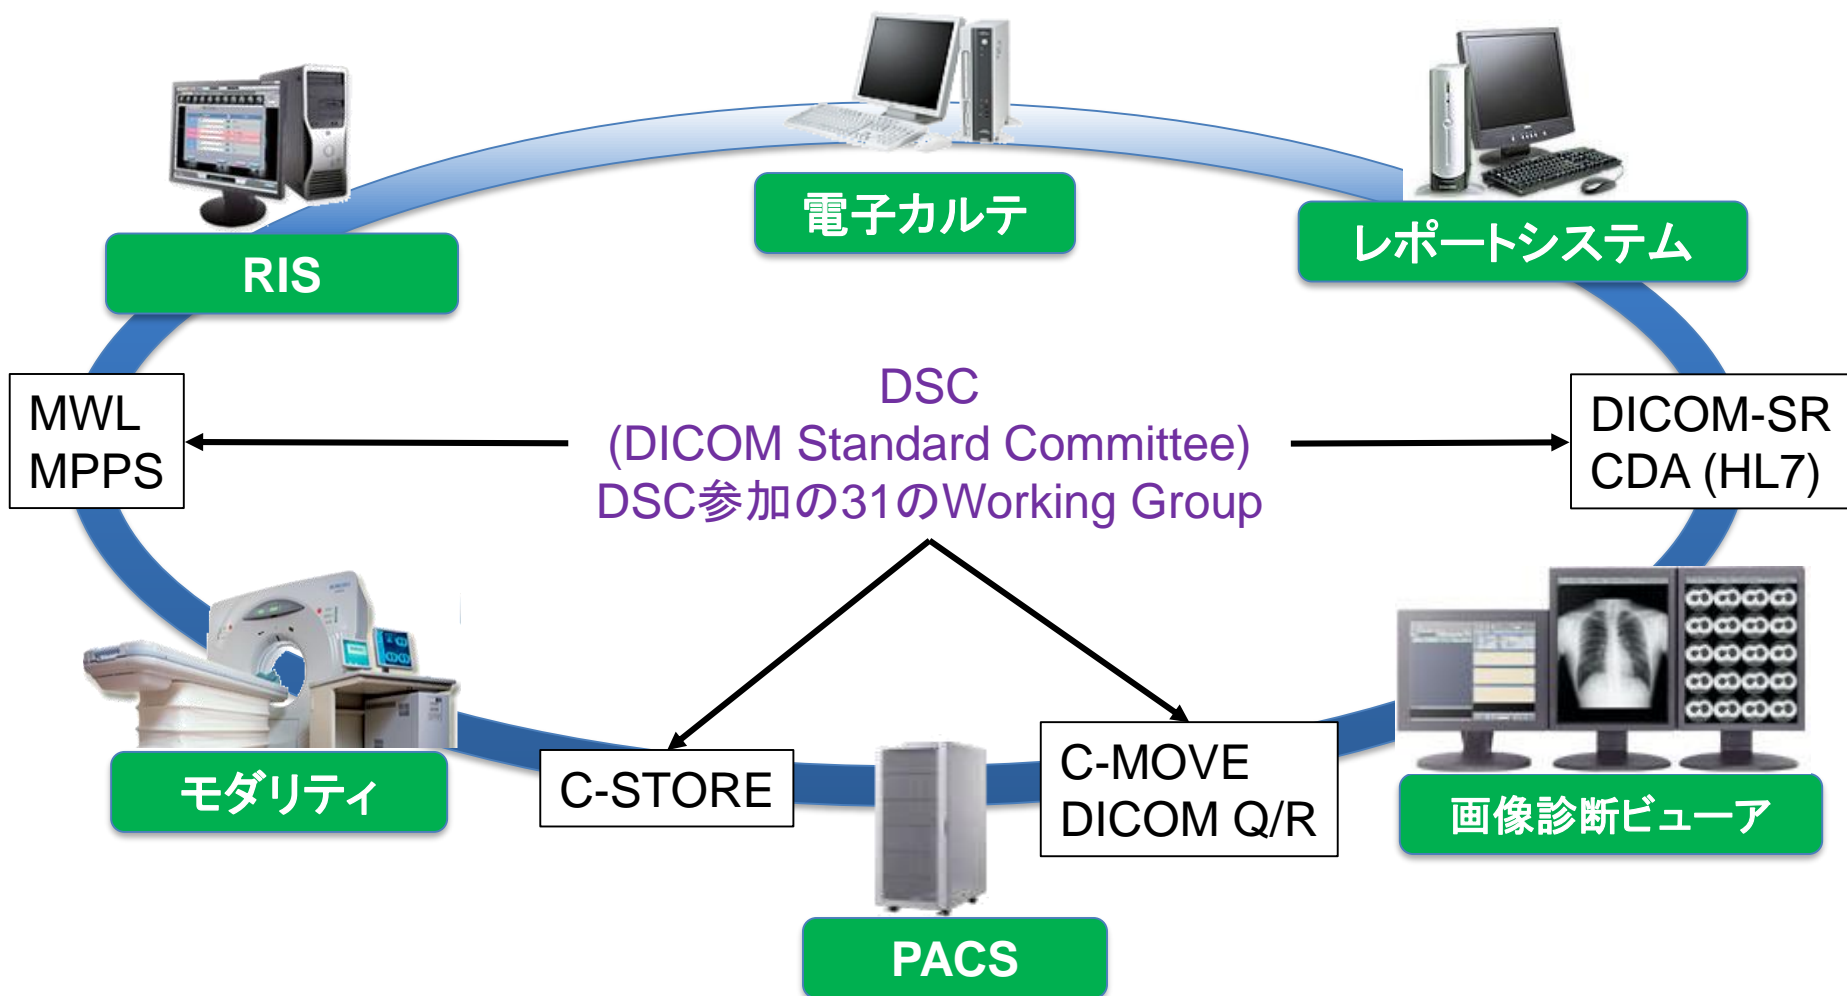 電子カルテ
レポートシステム
RIS
DSC
(DICOM Standard Committee)
DSC参加の31のWorking Group
MWL
MPPS
DICOM-SR
CDA (HL7)
モダリティ
C-STORE
C-MOVE
DICOM Q/R
画像診断ビューア
PACS